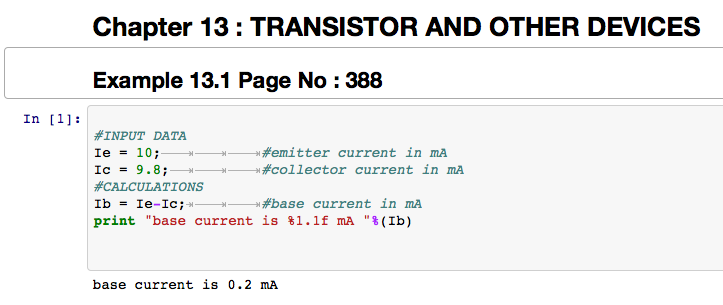 Chapter 13 : TRANSISTOR AND OTHER DEVICES
Example 13.1 Page No : 388
In [1]:
#INPUT DATA
Ie = 10; #emitter current in mA
Ic = 9.8; #collector current in mA
#CALCULATIONS
Ib = Ie-Ic; #base current in mA
print "base current is %1.1f mA "%(Ib)
base current is 0.2 mA